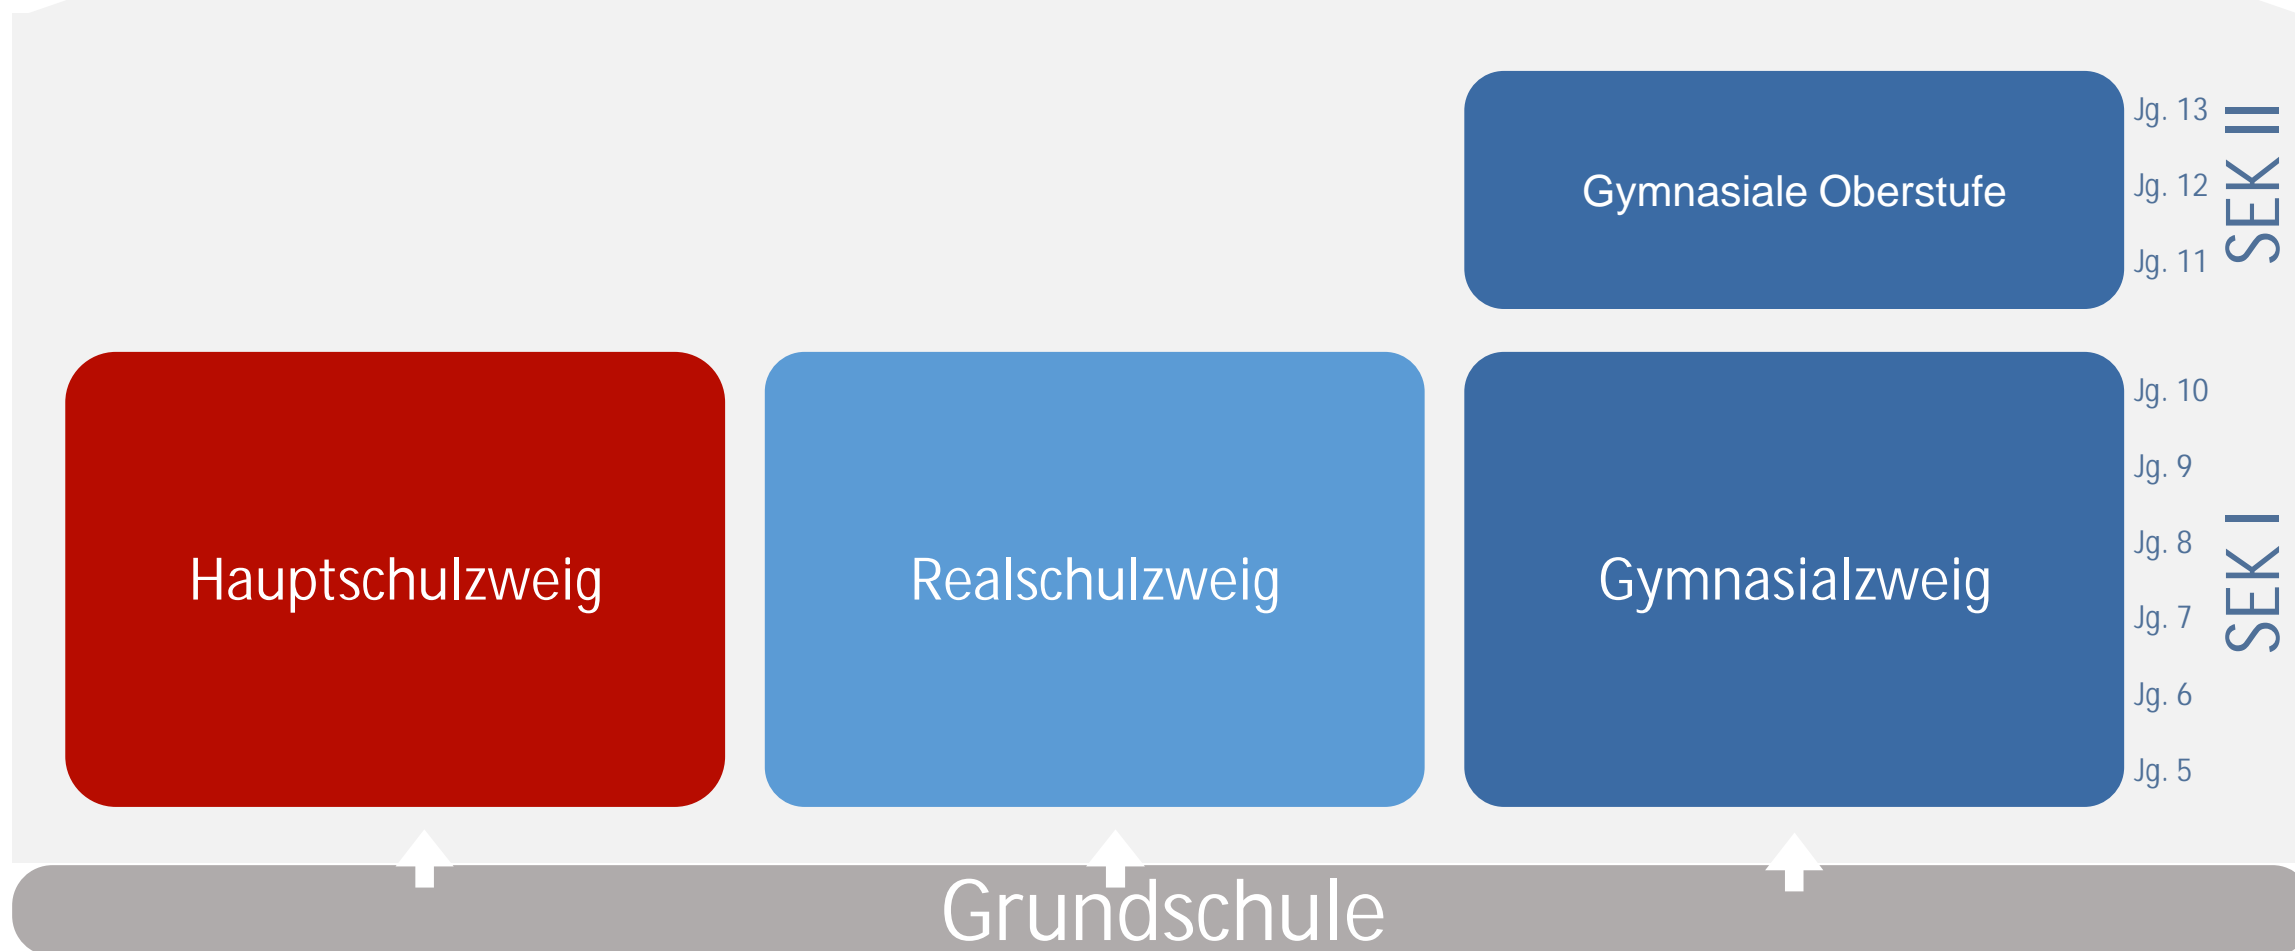 Gymnasiale Oberstufe
Jg. 13
Jg. 12
Jg. 11
SEK II
Hauptschulzweig
Realschulzweig
Gymnasialzweig
Jg. 10
Jg. 9
Jg. 8
Jg. 7
Jg. 6
Jg. 5
SEK I
Grundschule